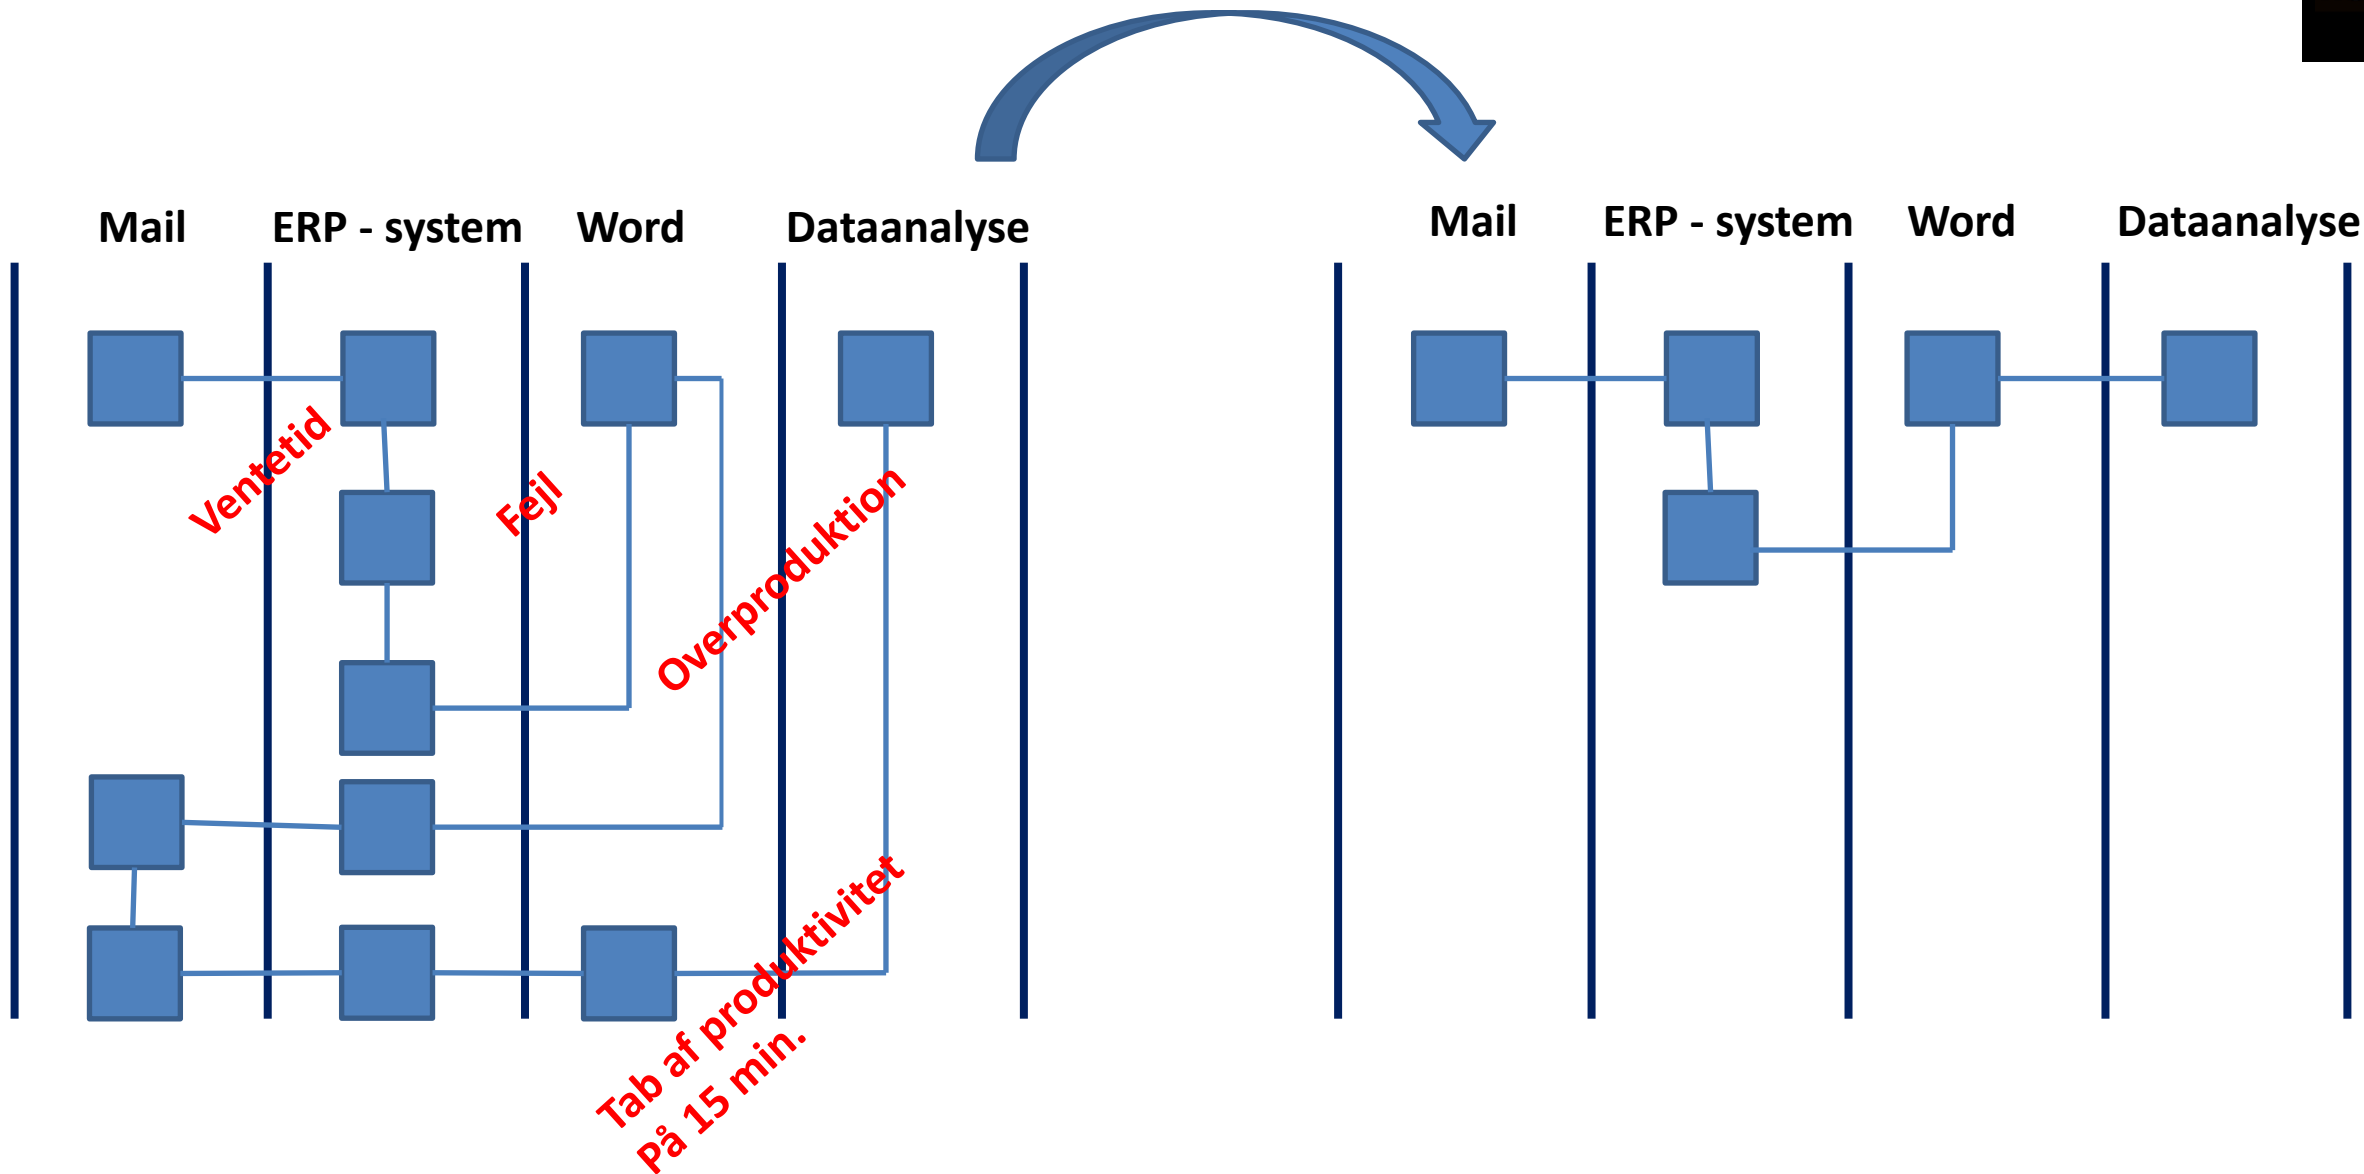 Mail
ERP - system
Word
Dataanalyse
Mail
ERP - system
Word
Dataanalyse
Ventetid
Fejl
Overproduktion
Tab af produktivitet
På 15 min.